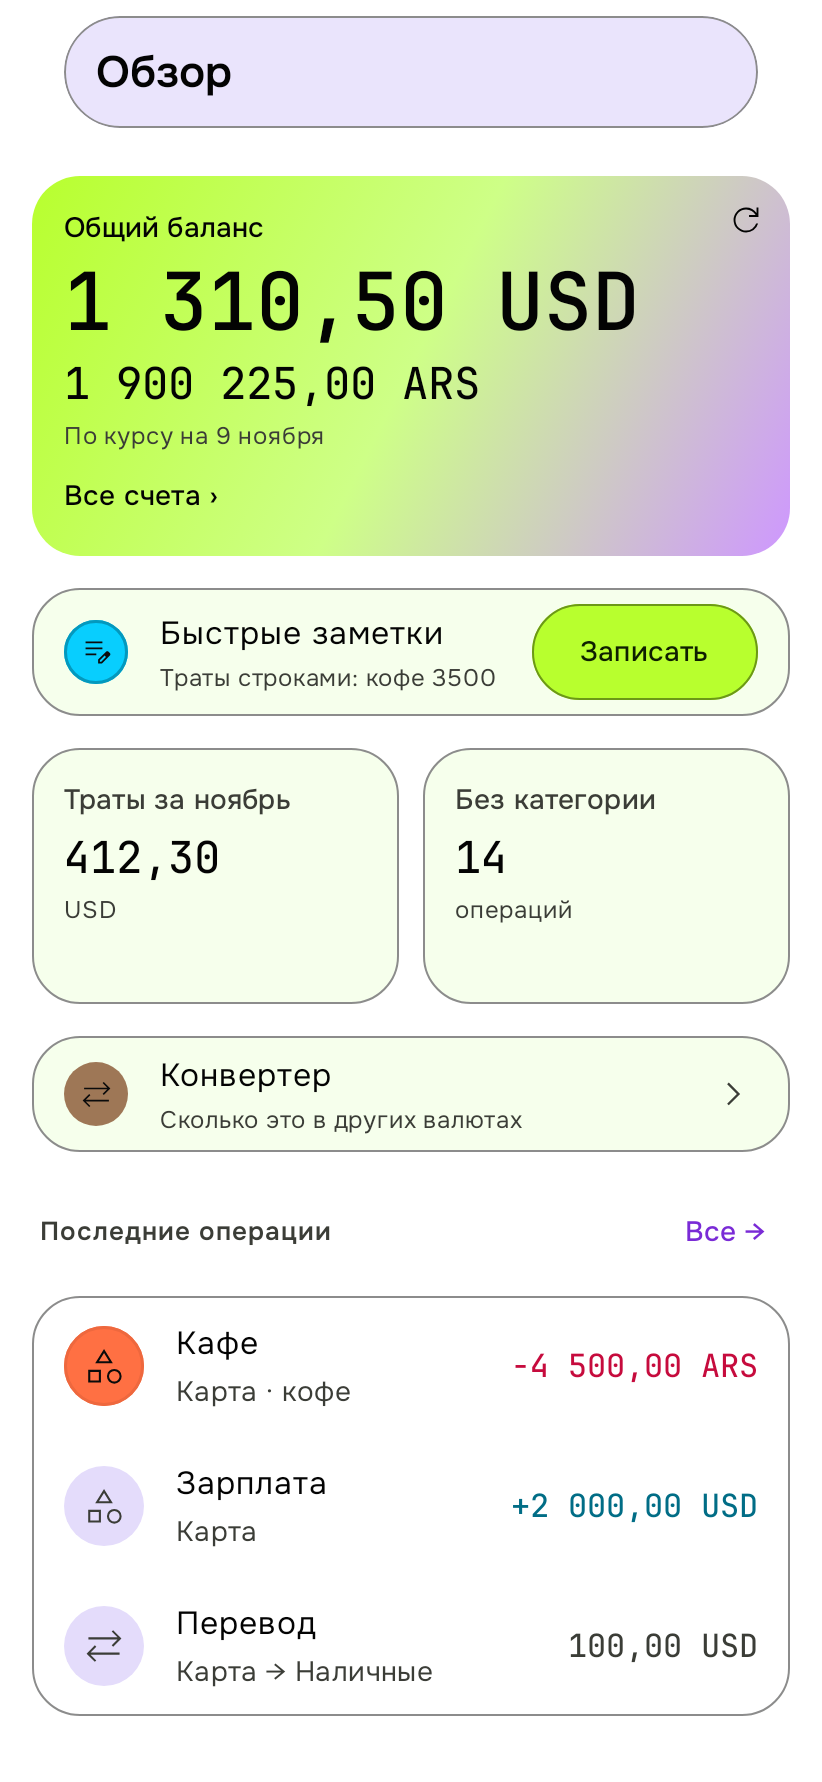 Обзор
Общий баланс
1 310,50 USD
1 900 225,00 ARS
По курсу на 9 ноября
Все счета ›
Быстрые заметки
Траты строками: кофе 3500
Записать
Траты за ноябрь
412,30
USD
Без категории
14
операций
Конвертер
Сколько это в других валютах
Последние операции
Все →
Кафе
Карта · кофе
-4 500,00 ARS
Зарплата
Карта
+2 000,00 USD
Перевод
Карта → Наличные
100,00 USD